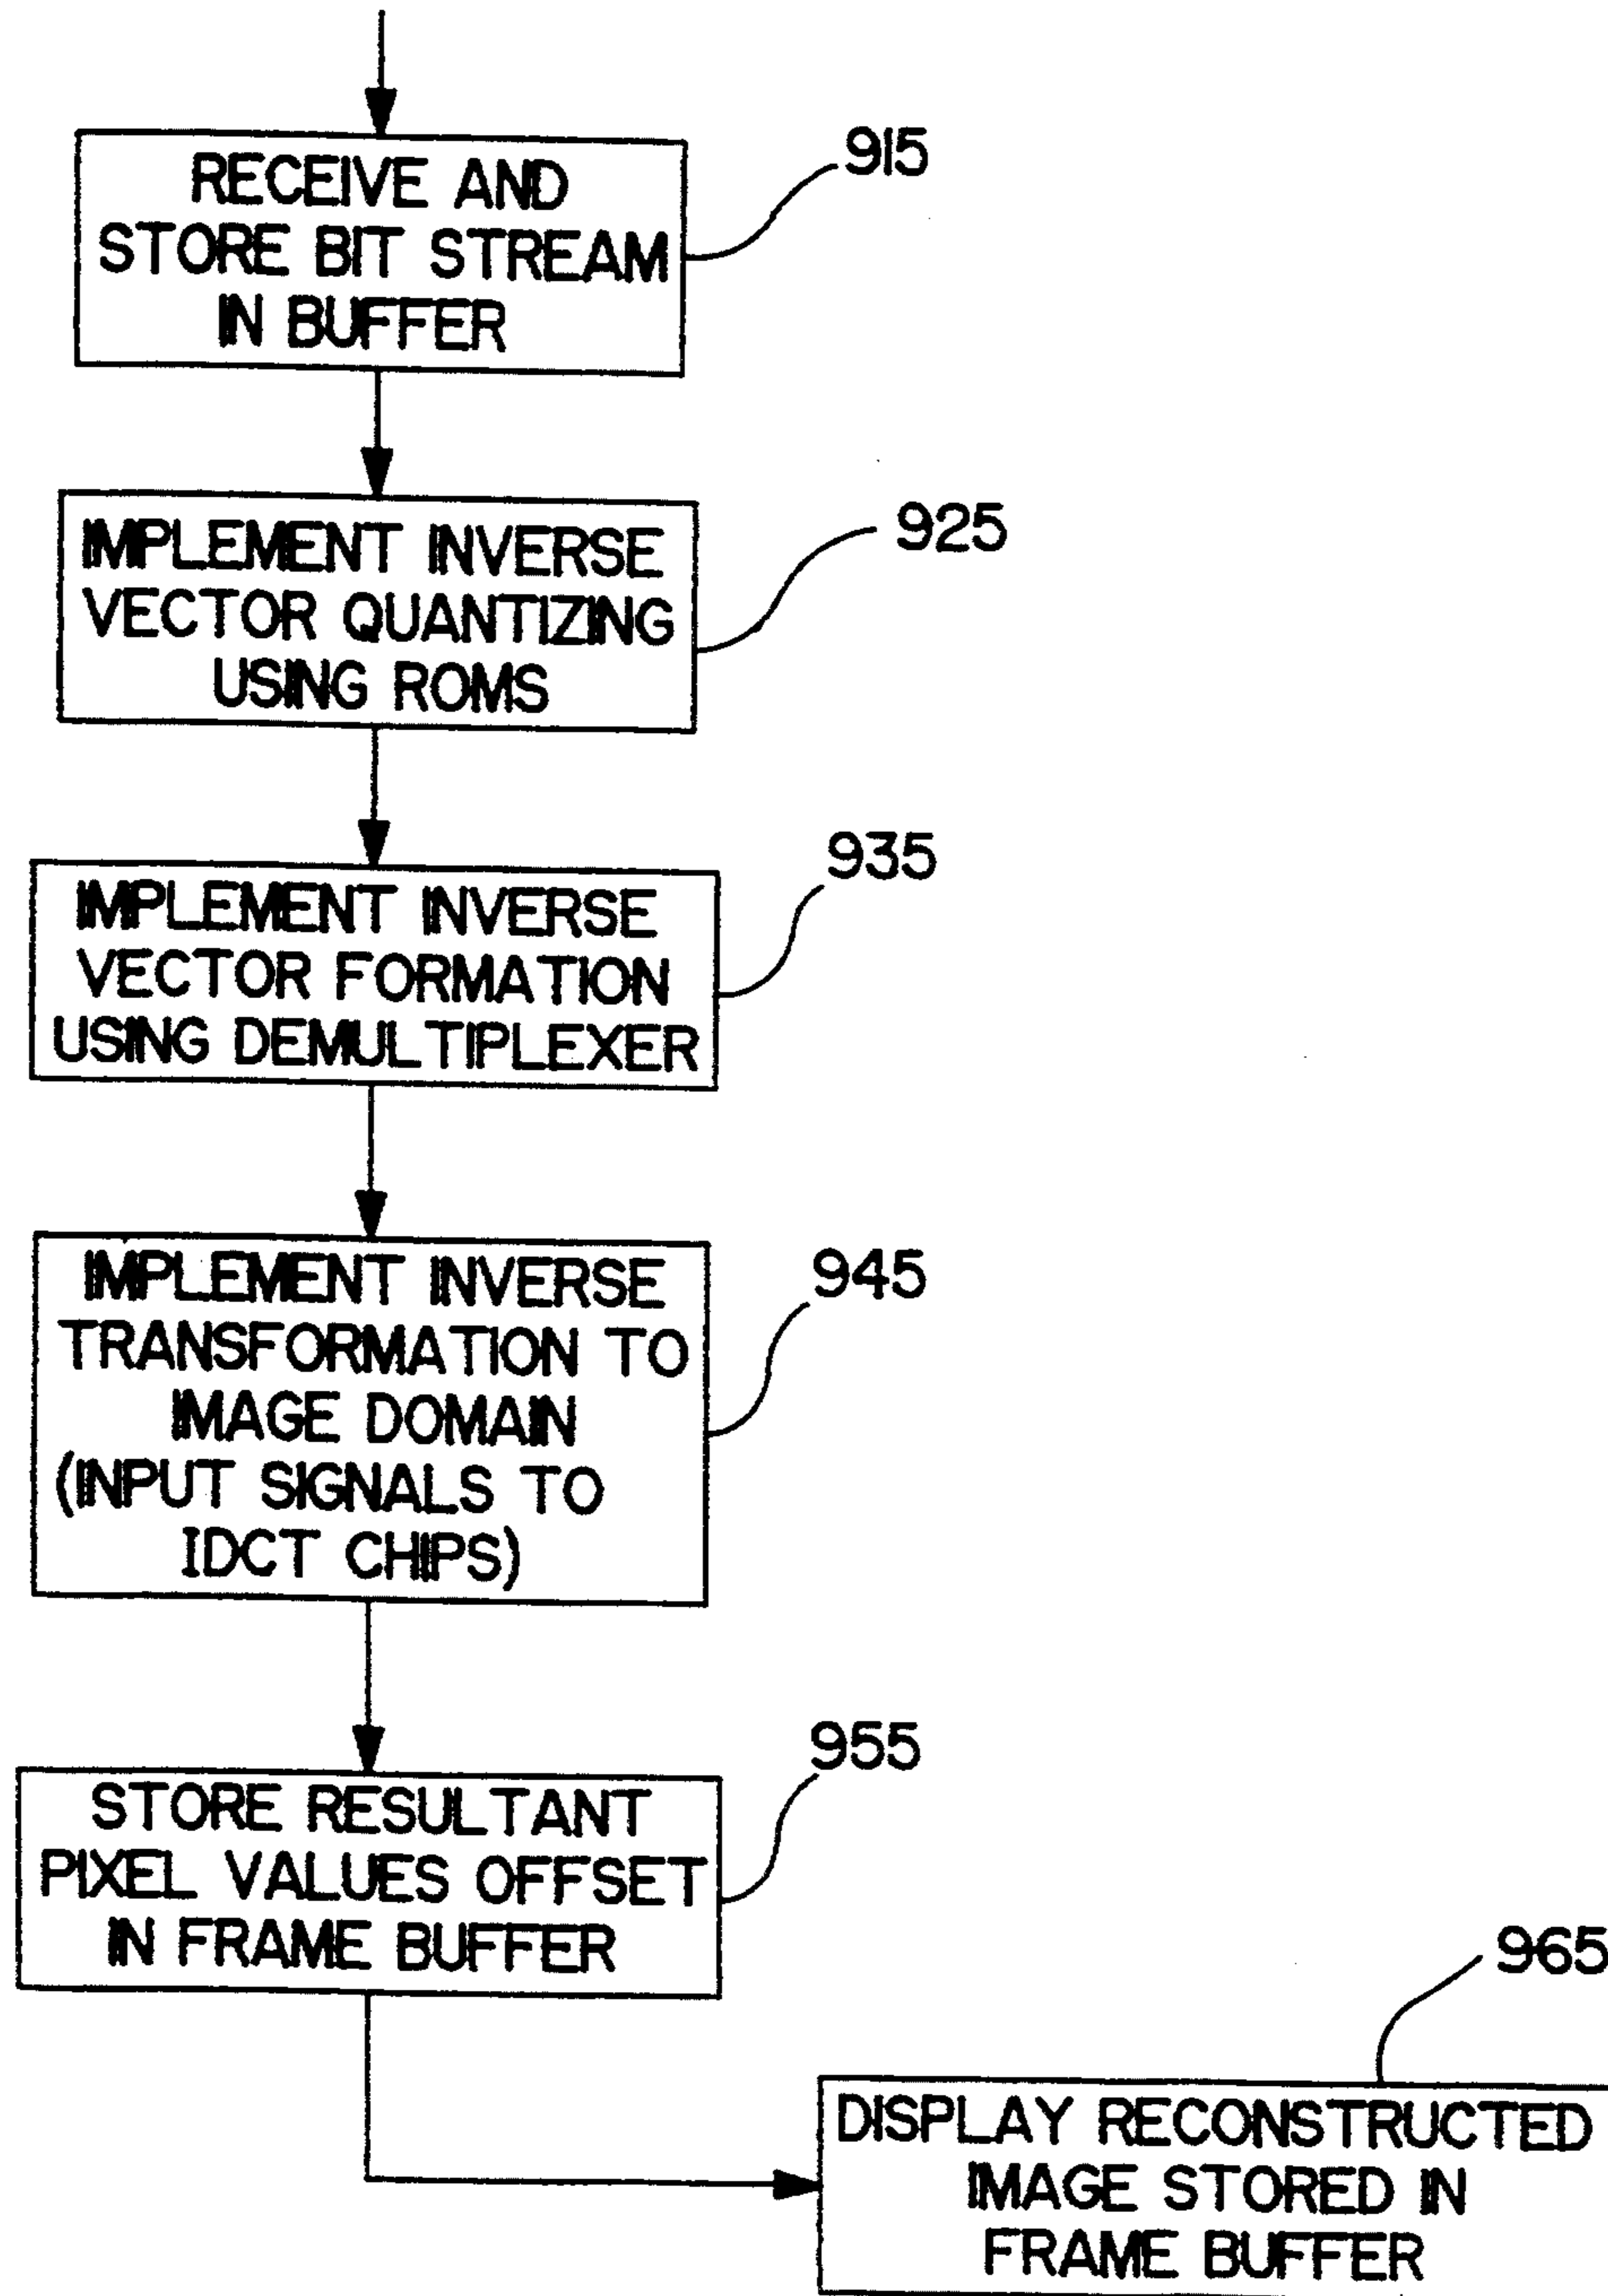 RECEIVE AND
STORE BIT STREAM
IN BUFFER
915
IMPLEMENT INVERSE
VECTOR QUANTIZING
USING ROMS
925
IMPLEMENT INVERSE
VECTOR FORMATION
USING DEMULTIPLEXER
935
IMPLEMENT INVERSE
TRANSFORMATION TO
IMAGE DOMAIN
(INPUT SIGNALS TO
IDCT CHIPS)
945
STORE RESULTANT
PIXEL VALUES OFFSET
IN FRAME BUFFER
955
965
DISPLAY RECONSTRUCTED
IMAGE STORED IN
FRAME BUFFER